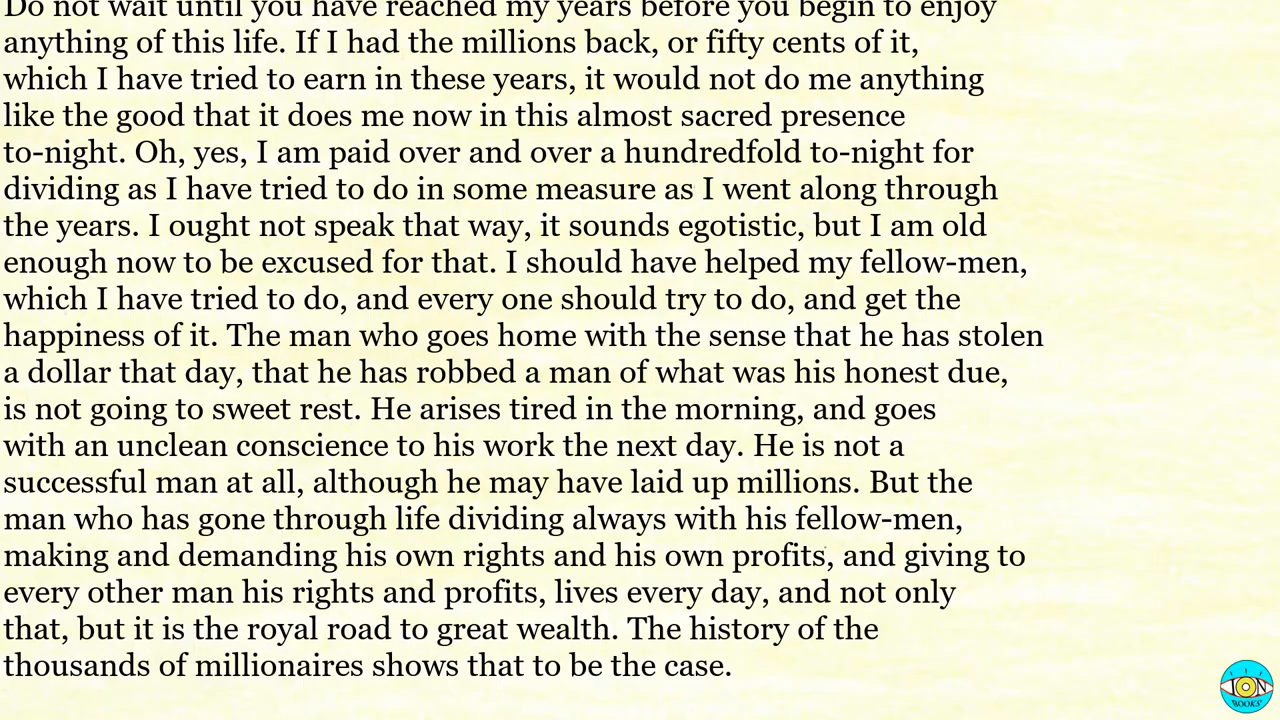 Do not wait until you have reached my years before you begin to enjoy
anything of this life. If I had the millions back, or fifty cents of it,
which I have tried to earn in these years, it would not do me anything
like the good that it does me now in this almost sacred presence
to-night. Oh, yes, I am paid over and over a hundredfold to-night for
dividing as I have tried to do in some measure as I went along through
the years. I ought not speak that way, it sounds egotistic, but I am old
enough now to be excused for that. I should have helped my fellow-men,
which I have tried to do, and every one should try to do, and get the
happiness of it. The man who goes home with the sense that he has stolen
a dollar that day, that he has robbed a man of what was his honest due,
is not going to sweet rest. He arises tired in the morning, and goes
with an unclean conscience to his work the next day. He is not a
successful man at all, although he may have laid up millions. But the
man who has gone through life dividing always with his fellow-men,
making and demanding his own rights and his own profits, and giving to
every other man his rights and profits, lives every day, and not only
that, but it is the royal road to great wealth. The history of the
thousands of millionaires shows that to be the case.
ION
BOOKS